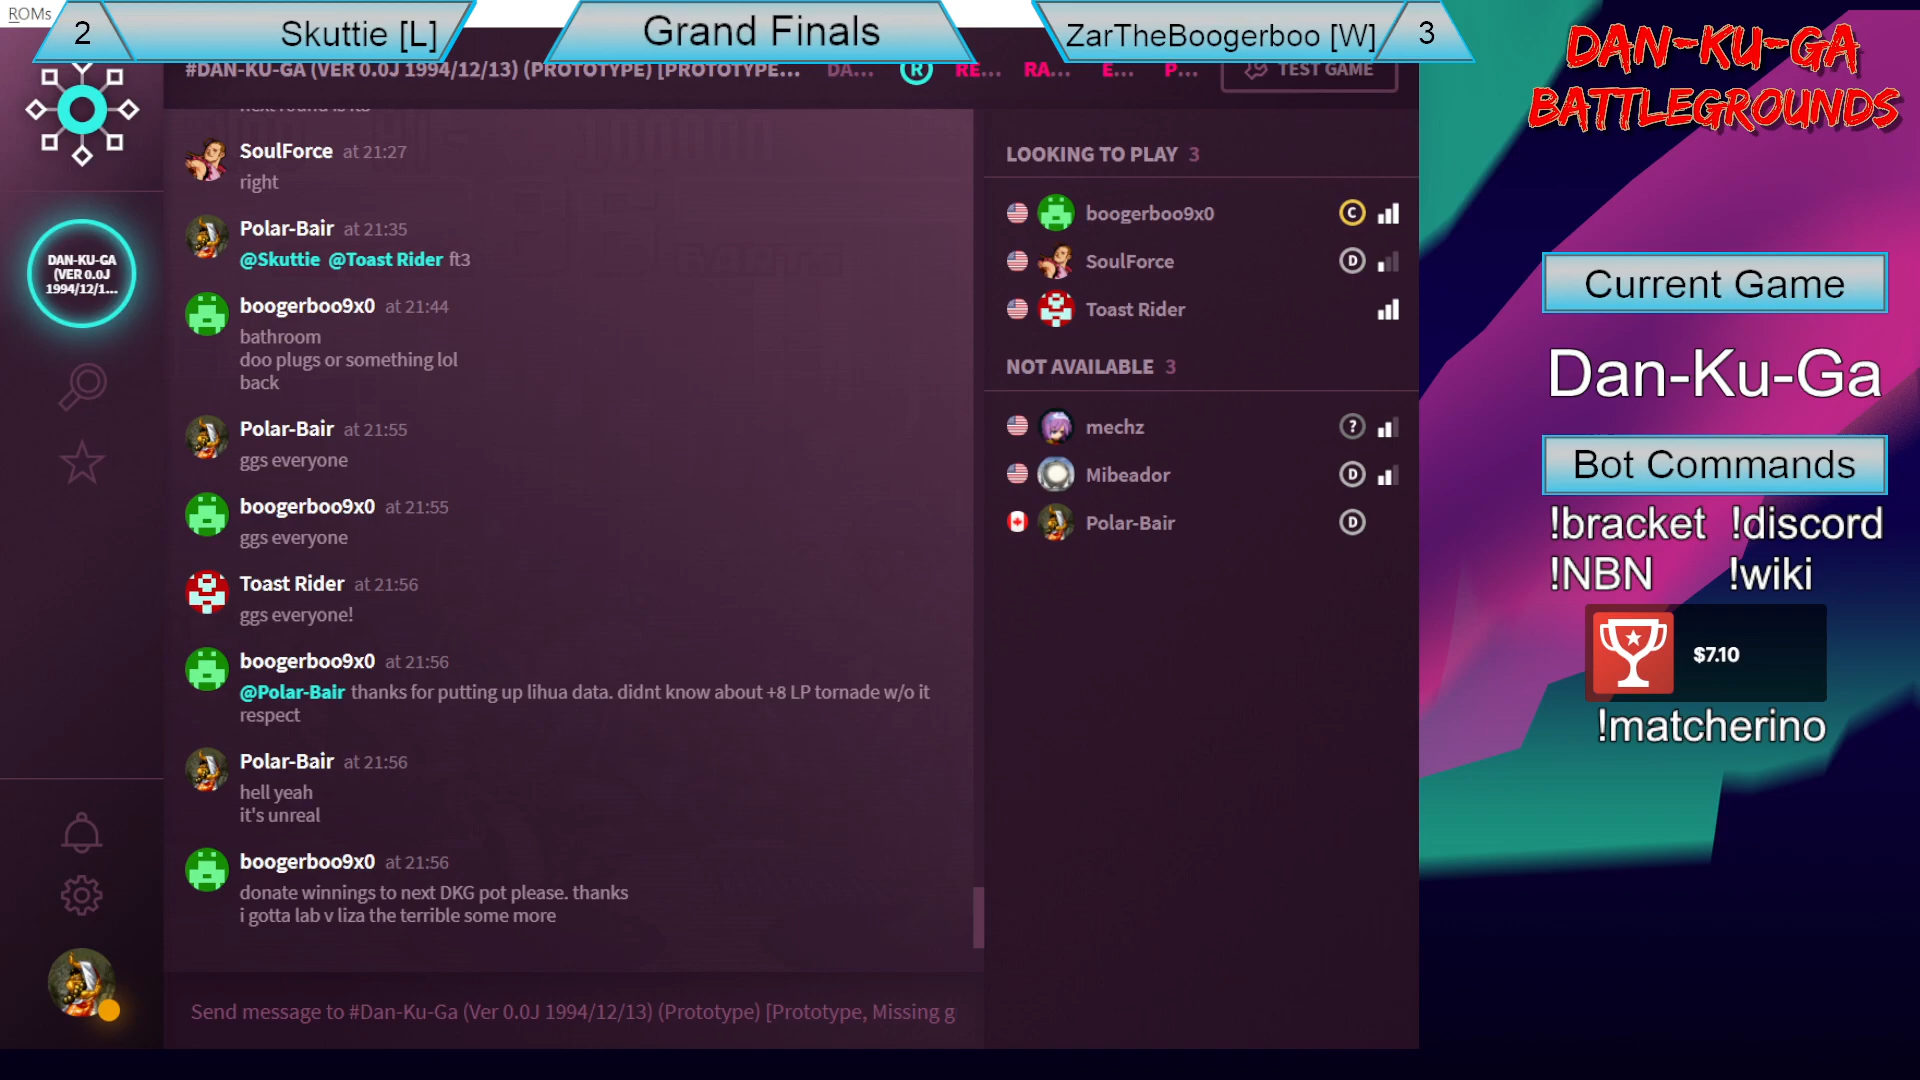 ROMs
2
Skuttie [L]
Grand Finals
ZarTheBoogerboo [W]
3
#DAN-KU-GA (VER 0.0J 1994/12/13) (PROTOTYPE) [PROTOTYPE...
DA...
R
RE...
RA...
E...
P...
TEST GAME
DAN-KU-GA
BATTLEGROUNDS
DAN-KU-GA
(VER 0.0J
1994/12/1...
SoulForce at 21:27
right
Polar-Bair at 21:35
@Skuttie @Toast Rider ft3
boogerboo9x0 at 21:44
bathroom
doo plugs or something lol
back
Polar-Bair at 21:55
ggs everyone
boogerboo9x0 at 21:55
ggs everyone
Toast Rider at 21:56
ggs everyone!
boogerboo9x0 at 21:56
@Polar-Bair thanks for putting up lihua data. didnt know about +8 LP tornade w/o it
respect
Polar-Bair at 21:56
hell yeah
it's unreal
boogerboo9x0 at 21:56
donate winnings to next DKG pot please. thanks
i gotta lab v liza the terrible some more
Send message to #Dan-Ku-Ga (Ver 0.0J 1994/12/13) (Prototype) [Prototype, Missing g
LOOKING TO PLAY 3
boogerboo9x0 C
SoulForce D
Toast Rider
NOT AVAILABLE 3
mechz ?
Mibeador D
Polar-Bair D
Current Game
Dan-Ku-Ga
Bot Commands
!bracket !discord
!NBN !wiki
$7.10
!matcherino